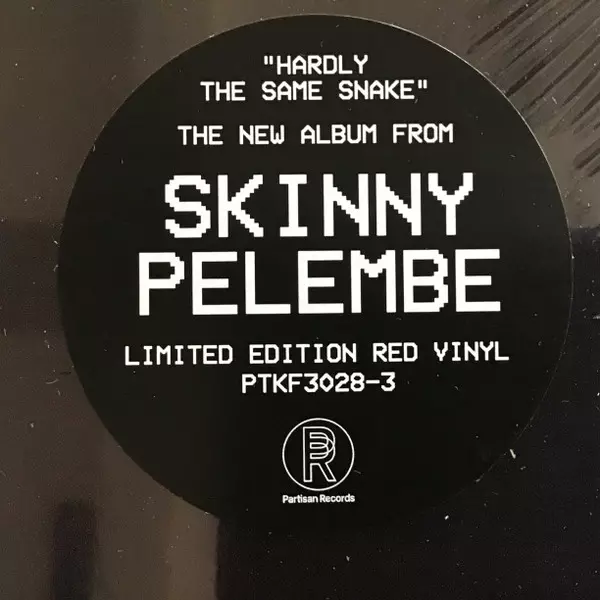 "HARDLY
THE SAME SNAKE"
THE NEW ALBUM FROM
SKINNY
PELEMBE
LIMITED EDITION RED VINYL
PTKF3028-3
Partisan Records